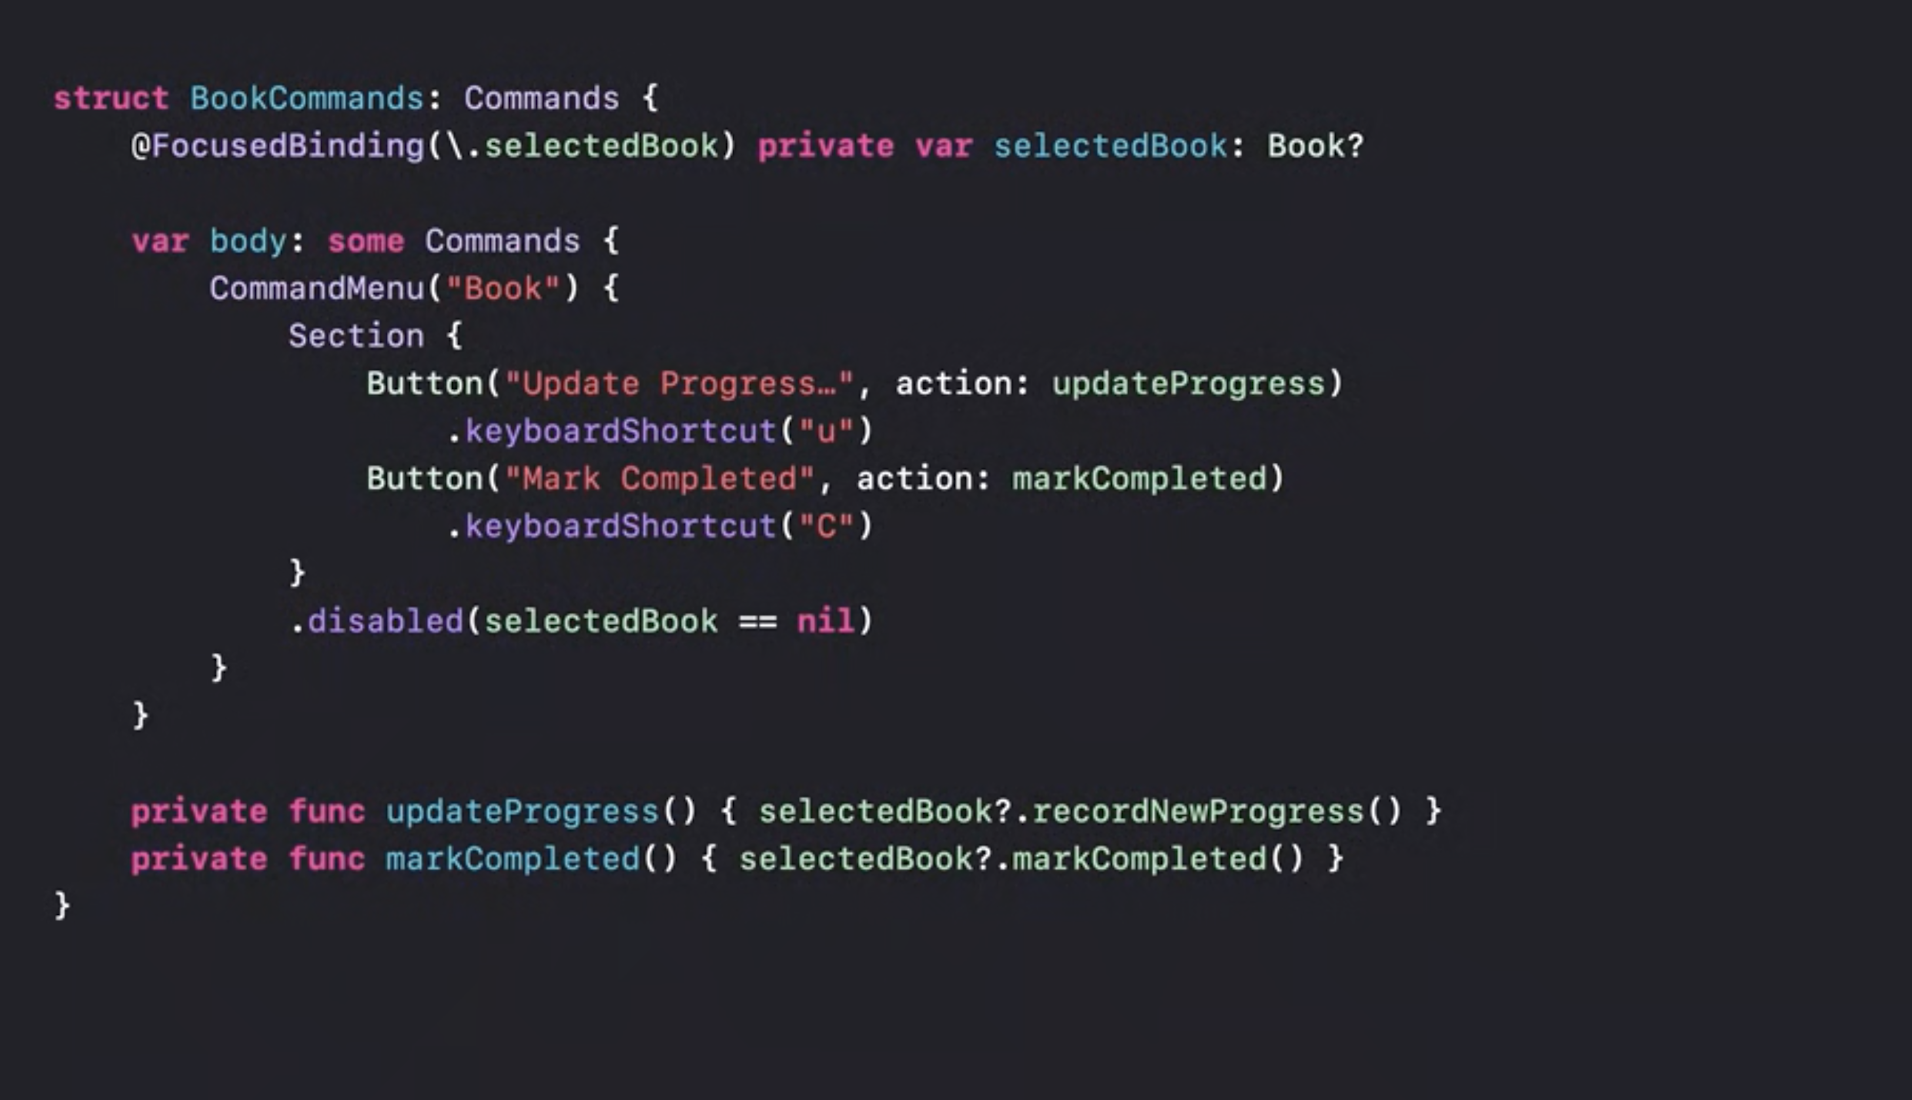 struct BookCommands: Commands {
    @FocusedBinding(\.selectedBook) private var selectedBook: Book?

    var body: some Commands {
        CommandMenu("Book") {
            Section {
                Button("Update Progress…", action: updateProgress)
                    .keyboardShortcut("u")
                Button("Mark Completed", action: markCompleted)
                    .keyboardShortcut("C")
            }
            .disabled(selectedBook == nil)
        }
    }

    private func updateProgress() { selectedBook?.recordNewProgress() }
    private func markCompleted() { selectedBook?.markCompleted() }
}